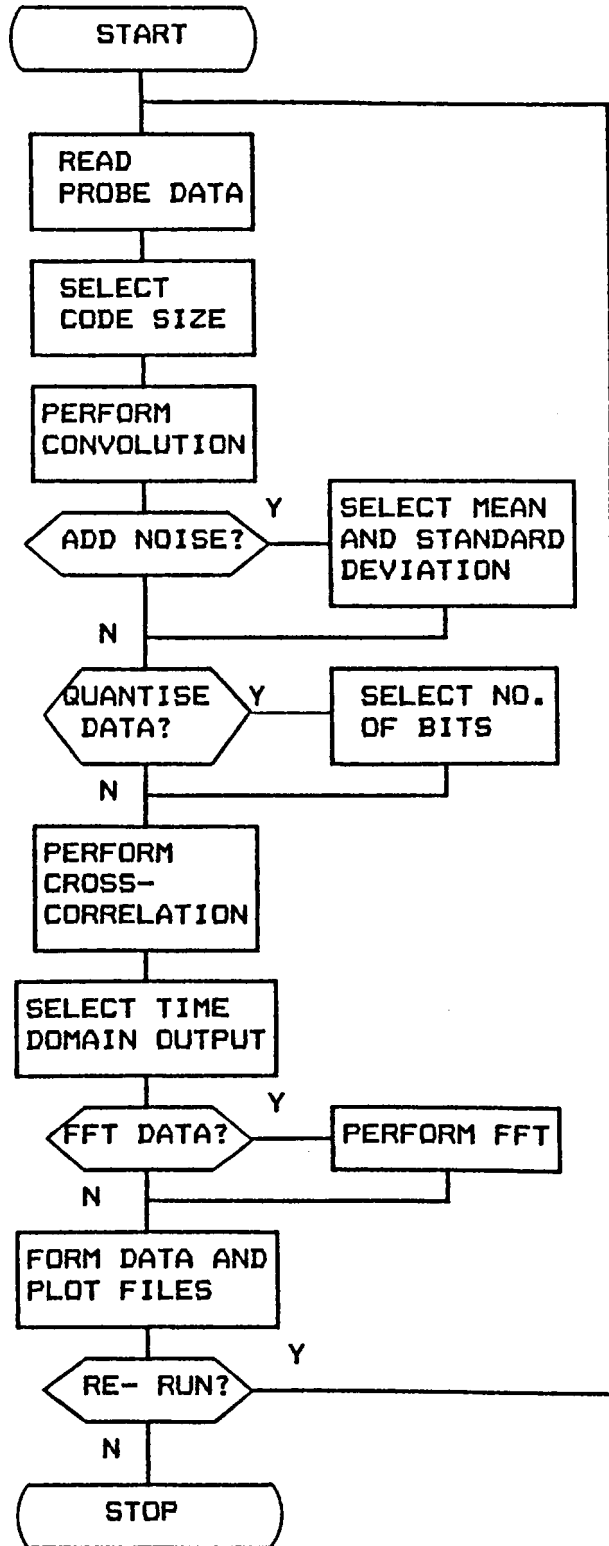 START
READ
PROBE DATA
SELECT
CODE SIZE
PERFORM
CONVOLUTION
ADD NOISE?
Y
SELECT MEAN
AND STANDARD
DEVIATION
N
QUANTISE
DATA?
Y
SELECT NO.
OF BITS
N
PERFORM
CROSS-
CORRELATION
SELECT TIME
DOMAIN OUTPUT
FFT DATA?
Y
PERFORM FFT
N
FORM DATA AND
PLOT FILES
RE- RUN?
Y
N
STOP